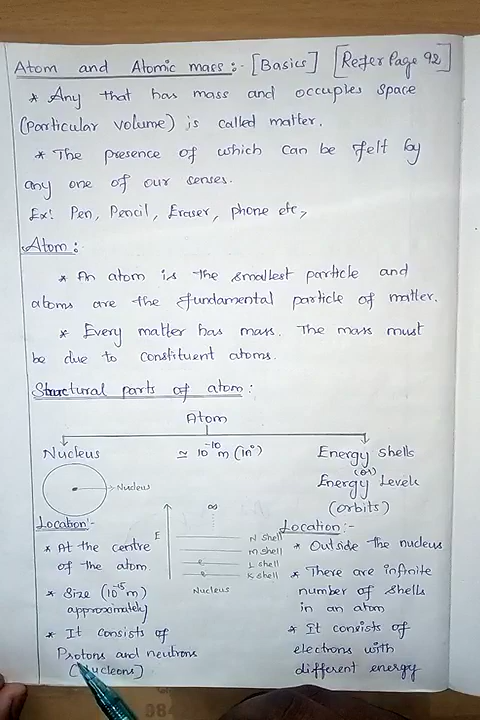 Atom and Atomic mass:- [Basics] [Refer Page 92]
* Any that has mass and occupies space
(Particular volume) is called matter.
* The presence of which can be felt by
any one of our senses.
Ex: Pen, Pencil, Eraser, phone etc,
Atom:-
* An atom is the smallest particle and
atoms are the fundamental particle of matter.
* Every matter has mass. The mass must
be due to constituent atoms.
Structural parts of atom:
Atom
Nucleus ≃ 10⁻¹⁰m (1A°) Energy Shells
(or)
Energy Levels
(Orbits)
Nucleus
Location:-
* At the centre
of the atom
* Size (10⁻¹⁵m)
approximately
* It consists of
Protons and neutrons
(Nucleons)
∞
E
N Shell
M Shell
L Shell
K Shell
Nucleus
Location:-
* Outside the nucleus
* There are infinite
number of shells
in an atom
* It consists of
electrons with
different energy